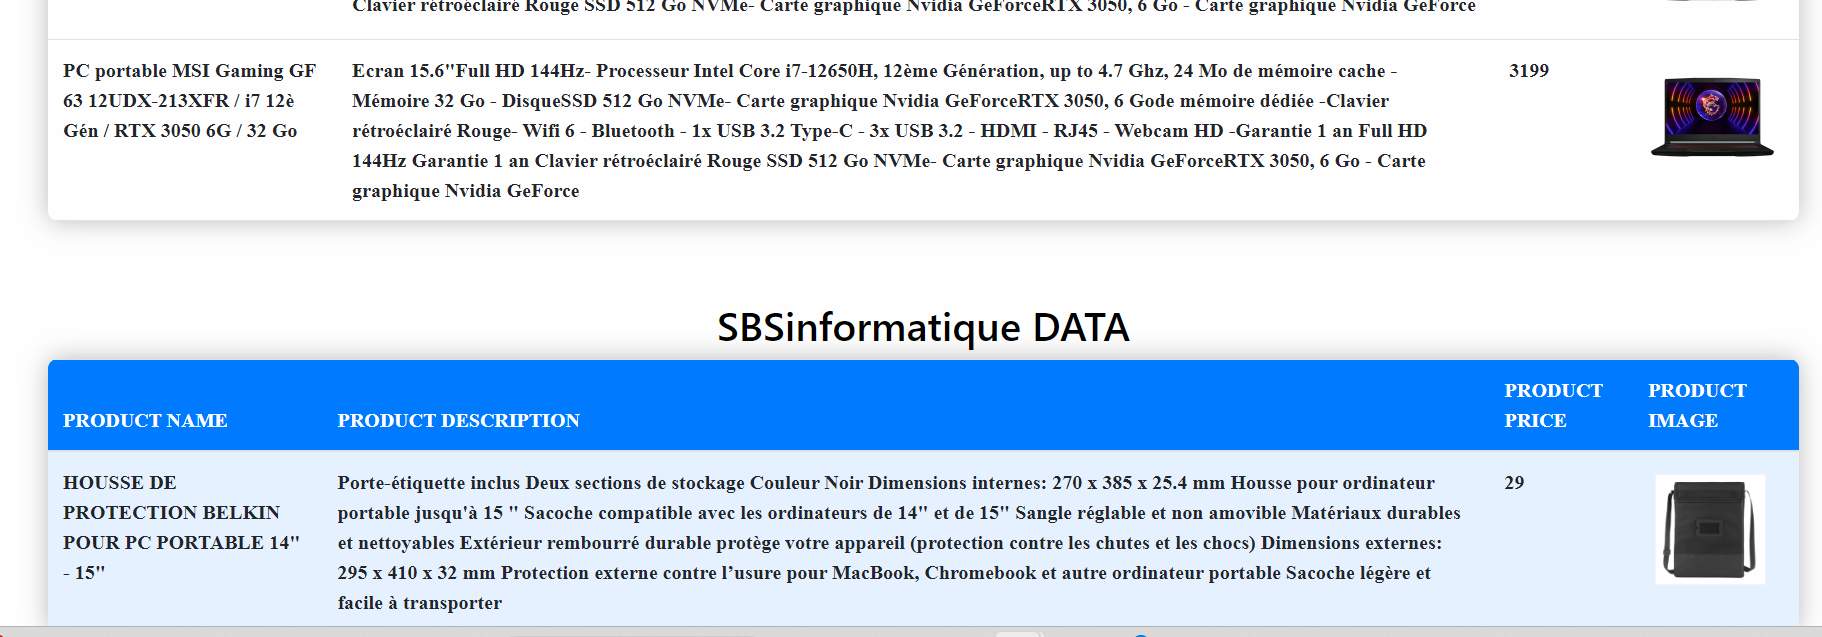 Clavier rétroéclairé Rouge SSD 512 Go NVMe- Carte graphique Nvidia GeForceRTX 3050, 6 Go - Carte graphique Nvidia GeForce
PC portable MSI Gaming GF
63 12UDX-213XFR / i7 12è
Gén / RTX 3050 6G / 32 Go
Ecran 15.6"Full HD 144Hz- Processeur Intel Core i7-12650H, 12ème Génération, up to 4.7 Ghz, 24 Mo de mémoire cache -
Mémoire 32 Go - DisqueSSD 512 Go NVMe- Carte graphique Nvidia GeForceRTX 3050, 6 Gode mémoire dédiée -Clavier
rétroéclairé Rouge- Wifi 6 - Bluetooth - 1x USB 3.2 Type-C - 3x USB 3.2 - HDMI - RJ45 - Webcam HD -Garantie 1 an Full HD
144Hz Garantie 1 an Clavier rétroéclairé Rouge SSD 512 Go NVMe- Carte graphique Nvidia GeForceRTX 3050, 6 Go - Carte
graphique Nvidia GeForce
3199
SBSinformatique DATA
PRODUCT NAME
PRODUCT DESCRIPTION
PRODUCT
PRICE
PRODUCT
IMAGE
HOUSSE DE
PROTECTION BELKIN
POUR PC PORTABLE 14"
- 15"
Porte-étiquette inclus Deux sections de stockage Couleur Noir Dimensions internes: 270 x 385 x 25.4 mm Housse pour ordinateur
portable jusqu'à 15 " Sacoche compatible avec les ordinateurs de 14" et de 15" Sangle réglable et non amovible Matériaux durables
et nettoyables Extérieur rembourré durable protège votre appareil (protection contre les chutes et les chocs) Dimensions externes:
295 x 410 x 32 mm Protection externe contre l’usure pour MacBook, Chromebook et autre ordinateur portable Sacoche légère et
facile à transporter
29